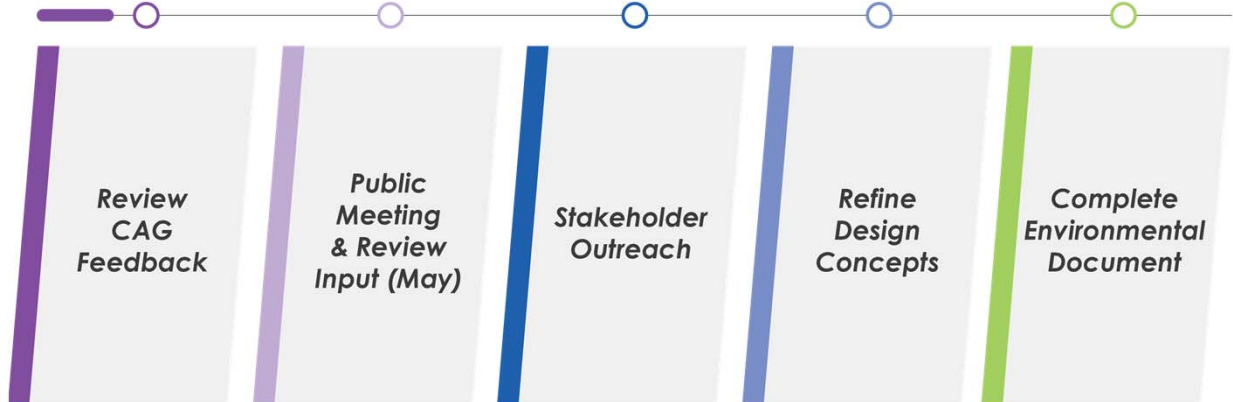 Review
CAG
Feedback
Public
Meeting
& Review
Input (May)
Stakeholder
Outreach
Refine
Design
Concepts
Complete
Environmental
Document